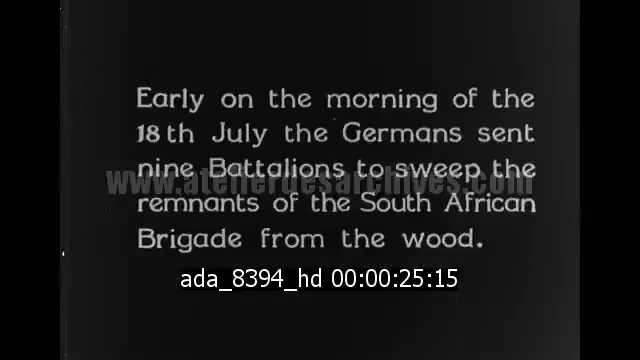 Early on the morning of the
18th July the Germans sent
nine Battalions to sweep the
www.atelierdesarchives.com
remnants of the South African
Brigade from the wood.
ada_8394_hd 00:00:25:15